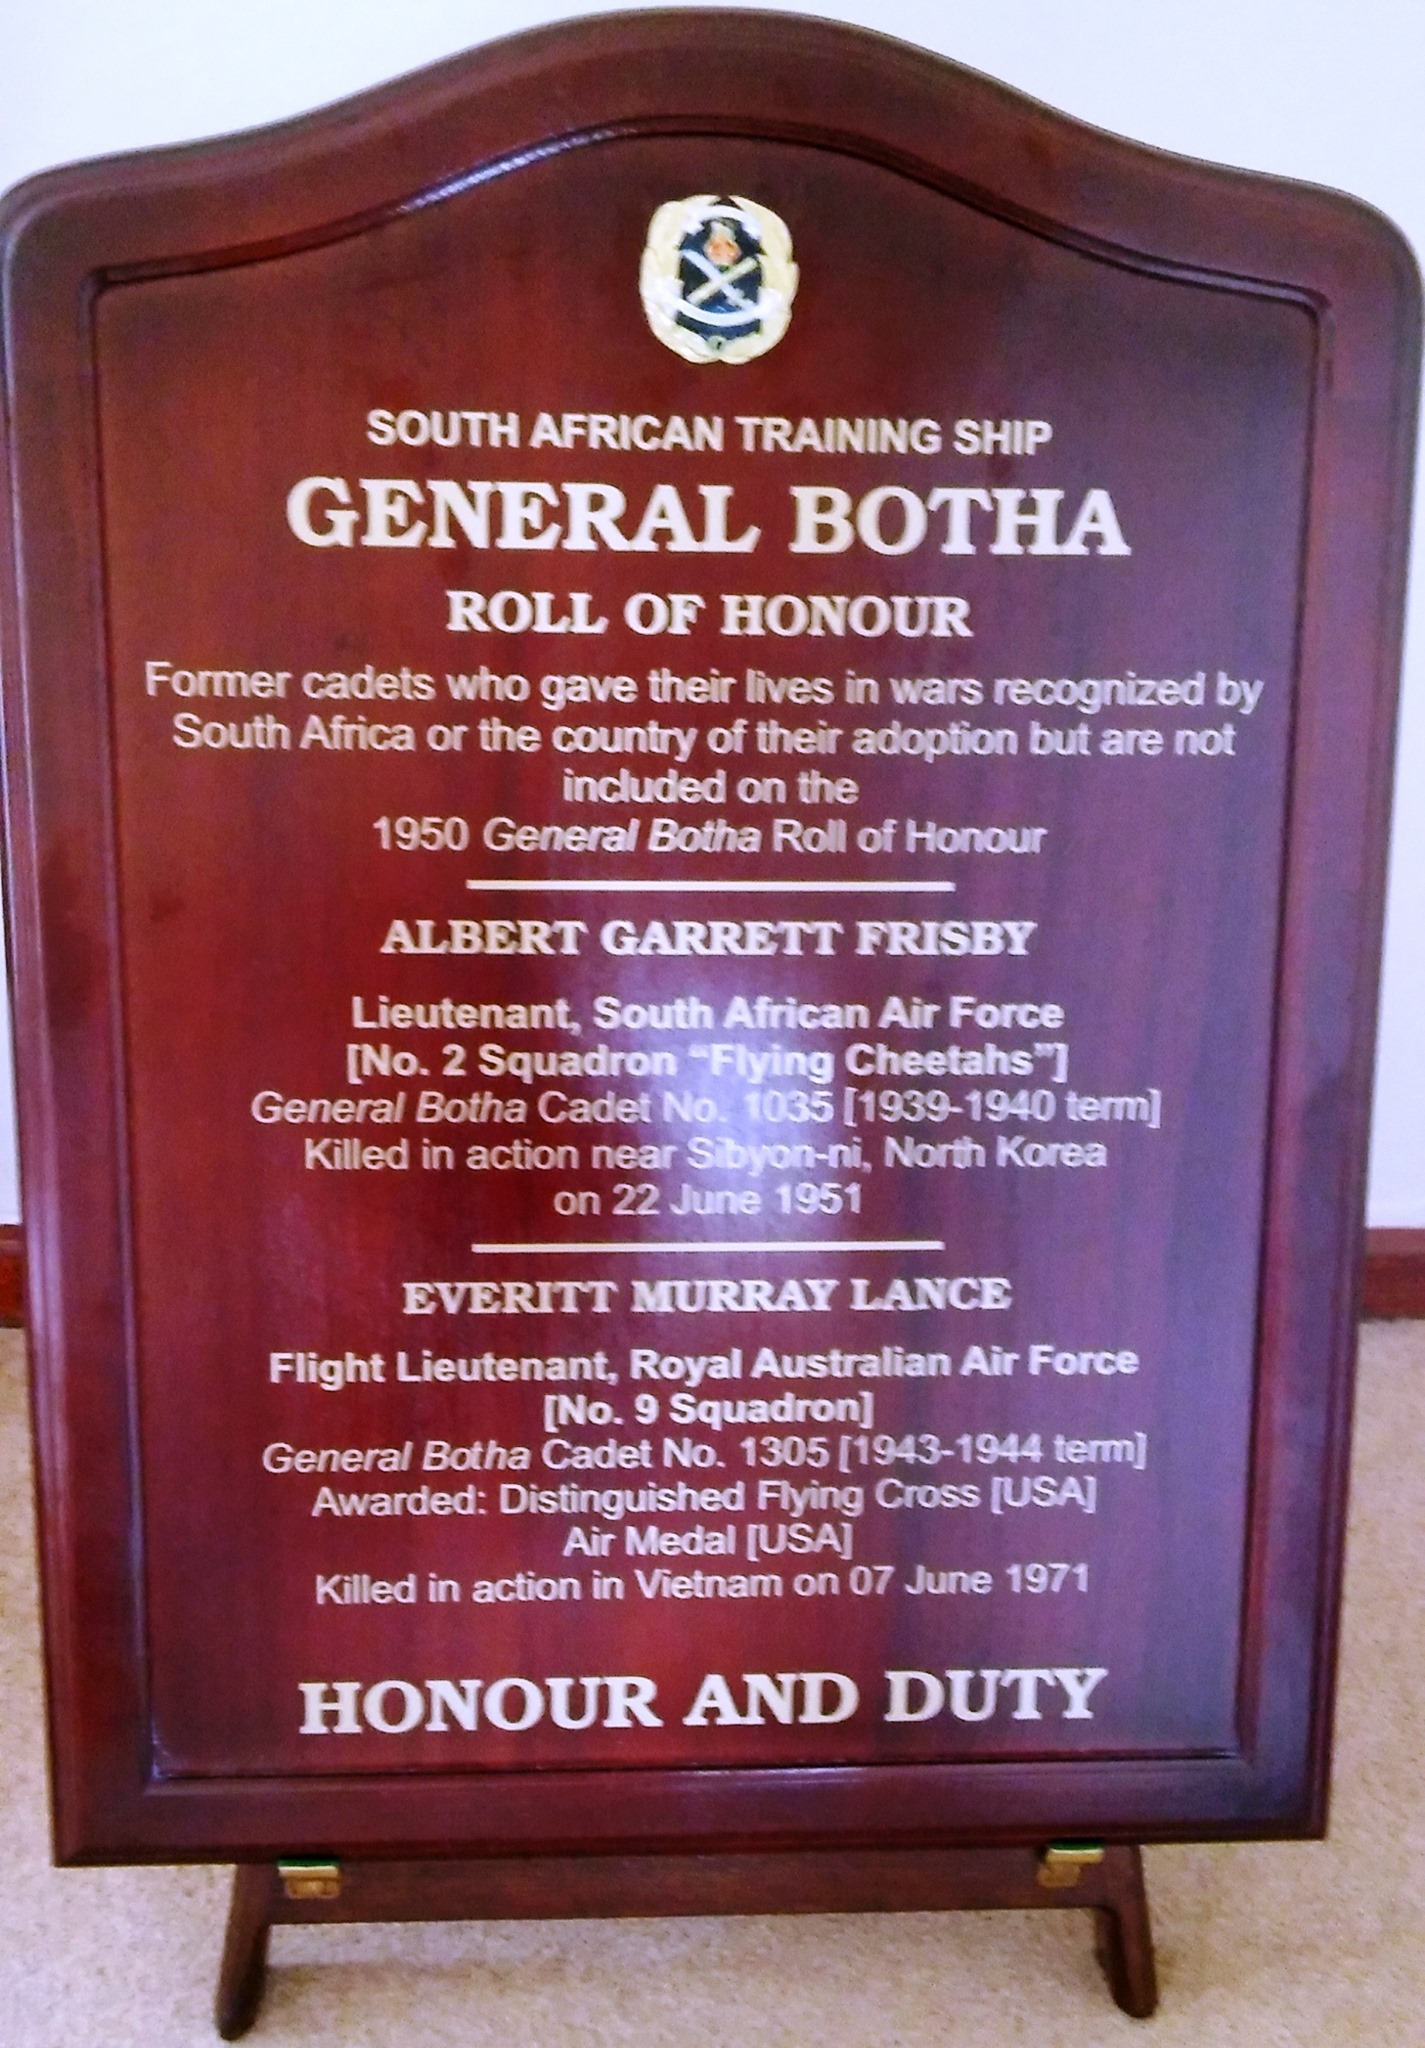 SOUTH AFRICAN TRAINING SHIP
GENERAL BOTHA
ROLL OF HONOUR
Former cadets who gave their lives in wars recognized by
South Africa or the country of their adoption but are not
included on the
1950 General Botha Roll of Honour
ALBERT GARRETT FRISBY
Lieutenant, South African Air Force
[No. 2 Squadron “Flying Cheetahs”]
General Botha Cadet No. 1035 [1939-1940 term]
Killed in action near Sibyon-ni, North Korea
on 22 June 1951
EVERITT MURRAY LANCE
Flight Lieutenant, Royal Australian Air Force
[No. 9 Squadron]
General Botha Cadet No. 1305 [1943-1944 term]
Awarded: Distinguished Flying Cross [USA]
Air Medal [USA]
Killed in action in Vietnam on 07 June 1971
HONOUR AND DUTY